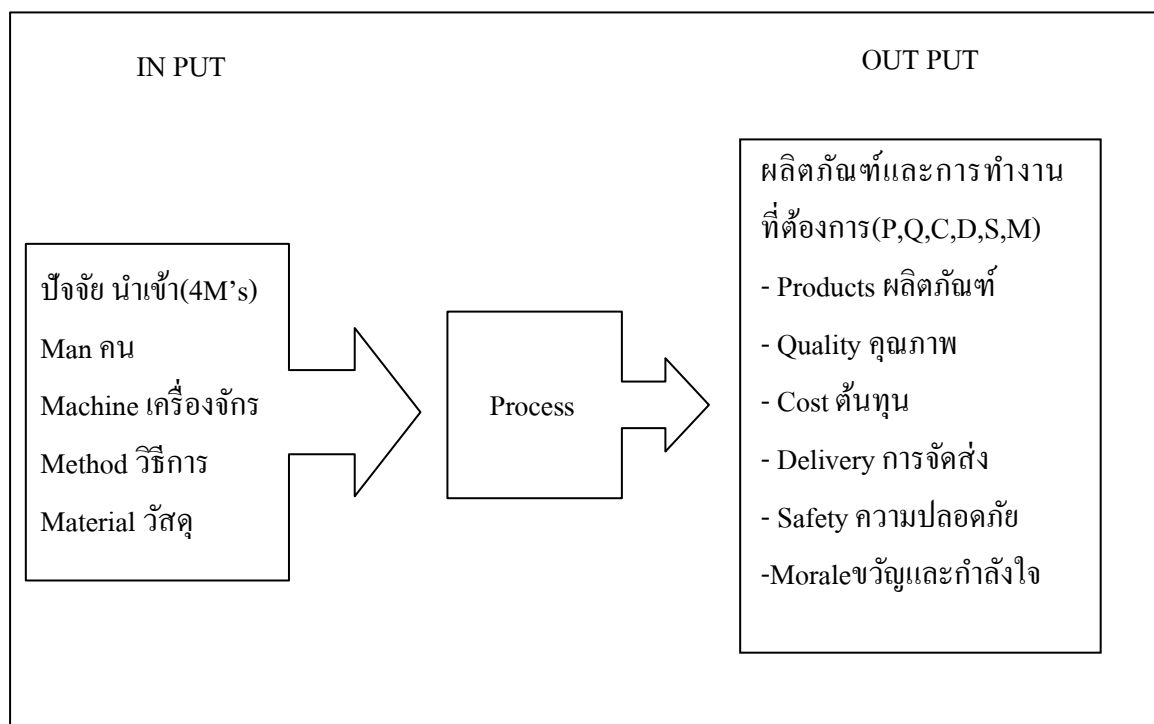 IN PUT
OUT PUT
ปัจจัย นำเข้า(4M’s)
Man คน
Machine เครื่องจักร
Method วิธีการ
Material วัสดุ
Process
ผลิตภัณฑ์และการทำงาน
ที่ต้องการ(P,Q,C,D,S,M)
- Products ผลิตภัณฑ์
- Quality คุณภาพ
- Cost ต้นทุน
- Delivery การจัดส่ง
- Safety ความปลอดภัย
-Moraleขวัญและกำลังใจ